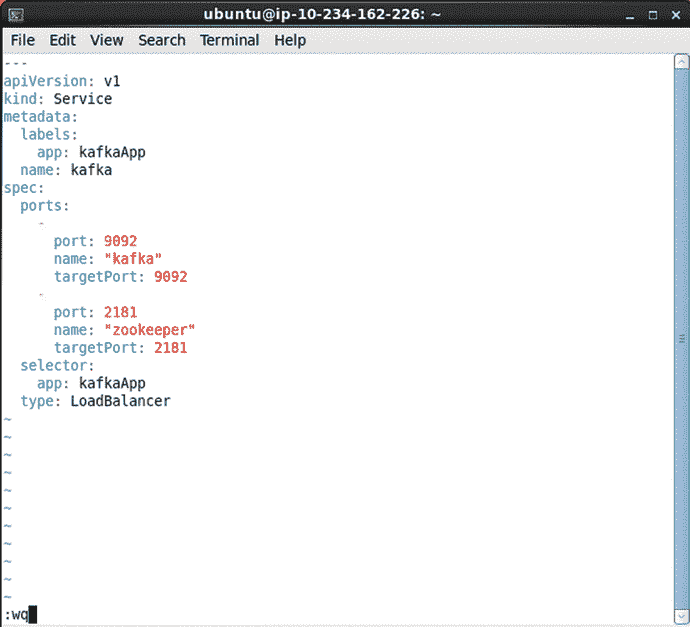 ubuntu@ip-10-234-162-226: ~
File Edit View Search Terminal Help
---
apiVersion: v1
kind: Service
metadata:
  labels:
    app: kafkaApp
  name: kafka
spec:
  ports:
    -
      port: 9092
      name: "kafka"
      targetPort: 9092
    -
      port: 2181
      name: "zookeeper"
      targetPort: 2181
  selector:
    app: kafkaApp
  type: LoadBalancer
~
~
~
~
~
~
~
~
~
~
~
:wq